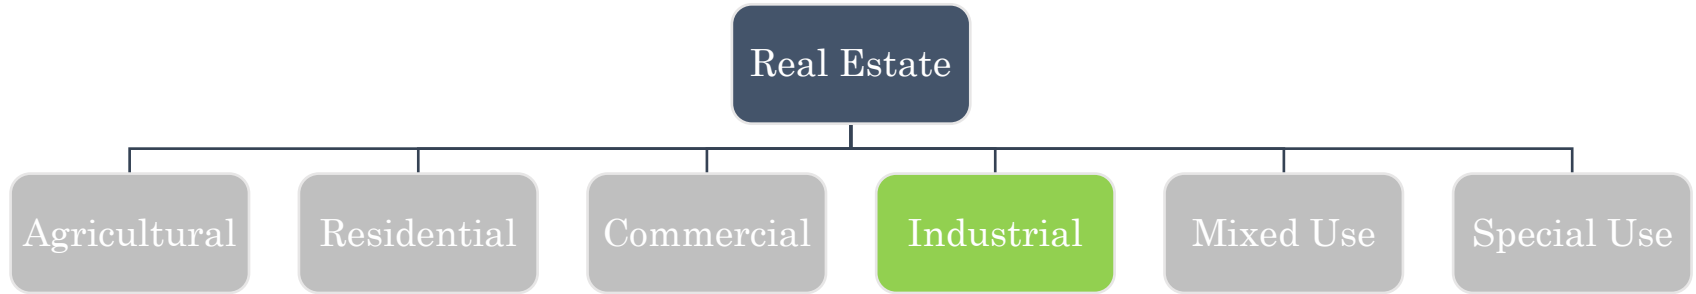 Real Estate
Agricultural
Residential
Commercial
Industrial
Mixed Use
Special Use